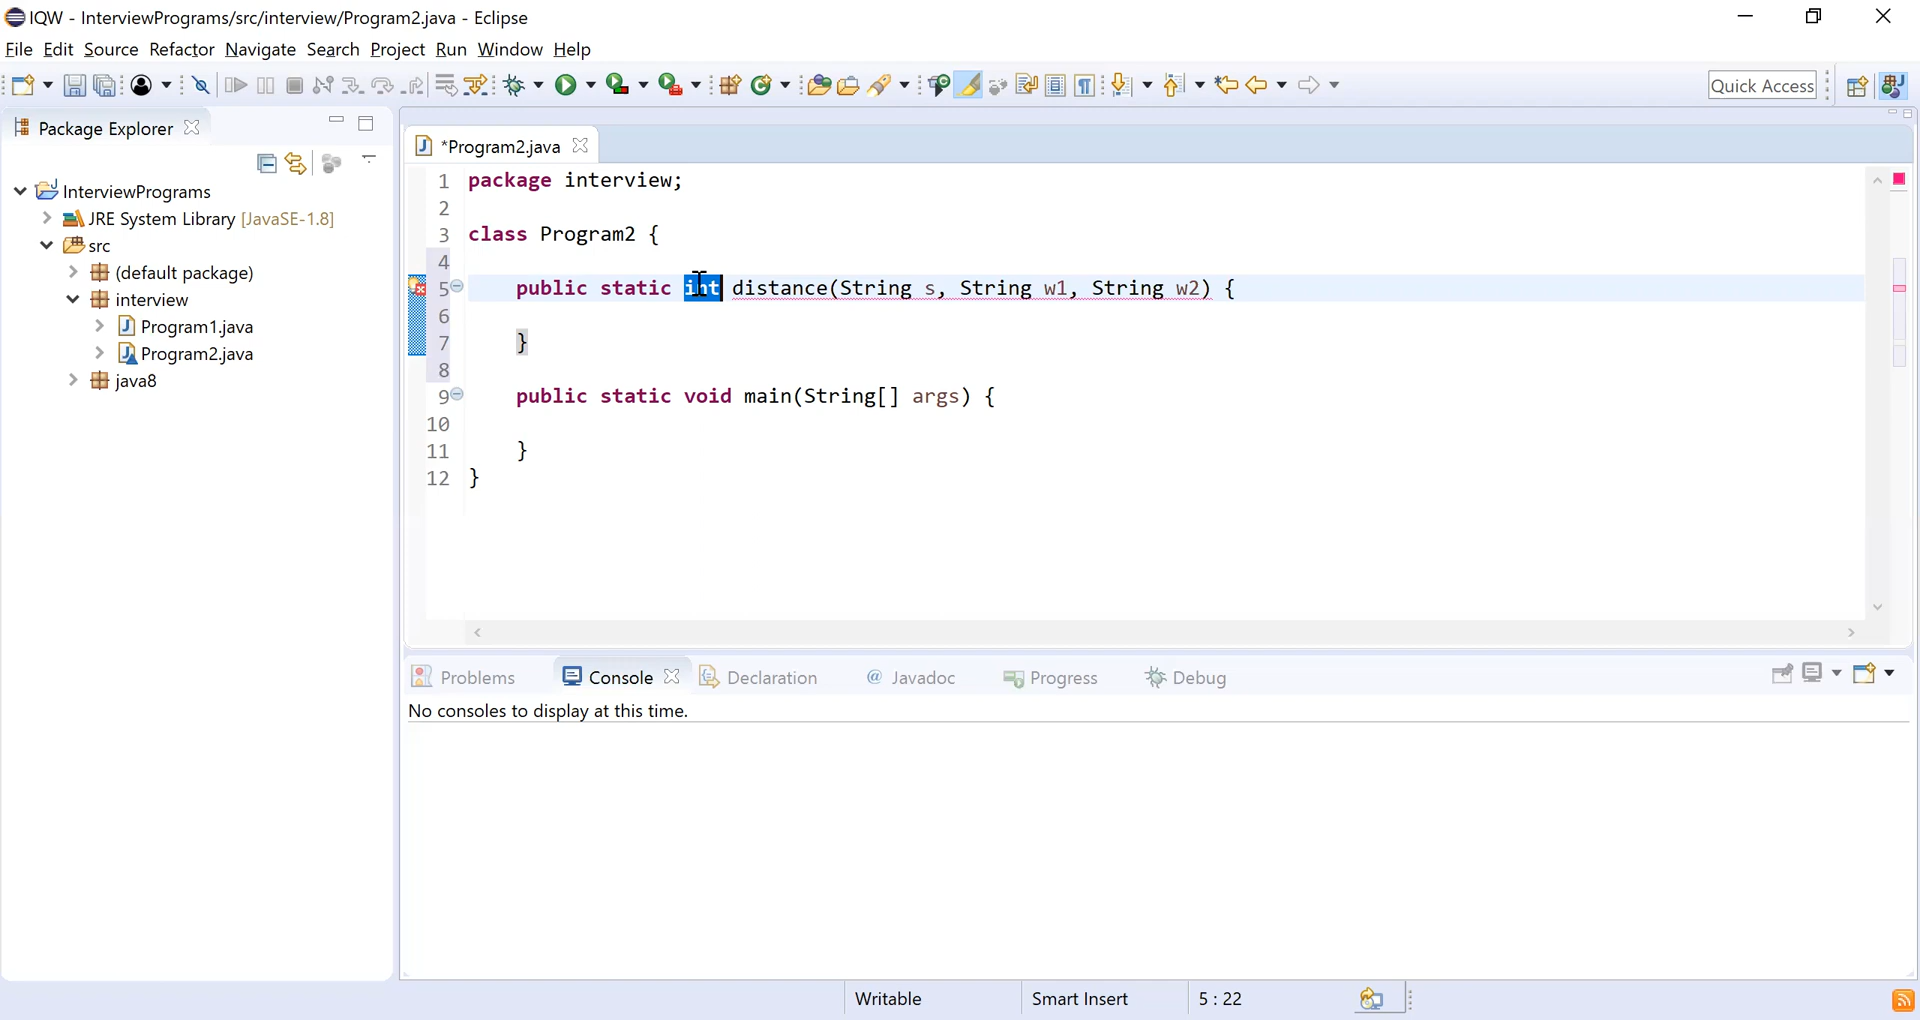 IQW - InterviewPrograms/src/interview/Program2.java - Eclipse
File Edit Source Refactor Navigate Search Project Run Window Help
Quick Access
Package Explorer
*Program2.java
InterviewPrograms
JRE System Library [JavaSE-1.8]
src
(default package)
interview
Program1.java
Program2.java
java8
1 package interview;
2
3 class Program2 {
4
5 public static int distance(String s, String w1, String w2) {
6
7 }
8
9 public static void main(String[] args) {
10
11 }
12 }
Problems Console Declaration @ Javadoc Progress Debug
No consoles to display at this time.
Writable Smart Insert 5 : 22